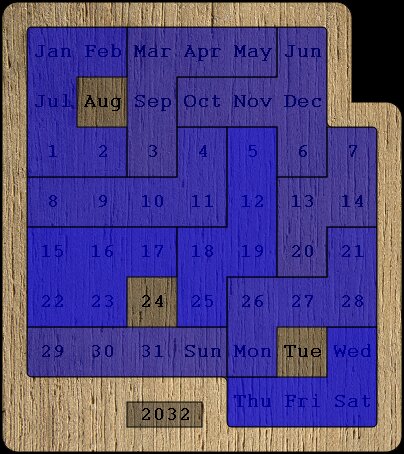 Jan Feb Mar Apr May Jun
Jul Aug Sep Oct Nov Dec
1 2 3 4 5 6 7
8 9 10 11 12 13 14
15 16 17 18 19 20 21
22 23 24 25 26 27 28
29 30 31 Sun Mon Tue Wed
Thu Fri Sat
2032